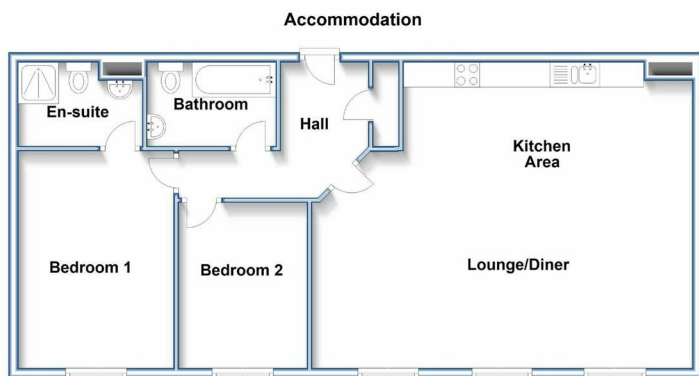 Accommodation
En-suite
Bathroom
Hall
Kitchen
Area
Bedroom 1
Bedroom 2
Lounge/Diner